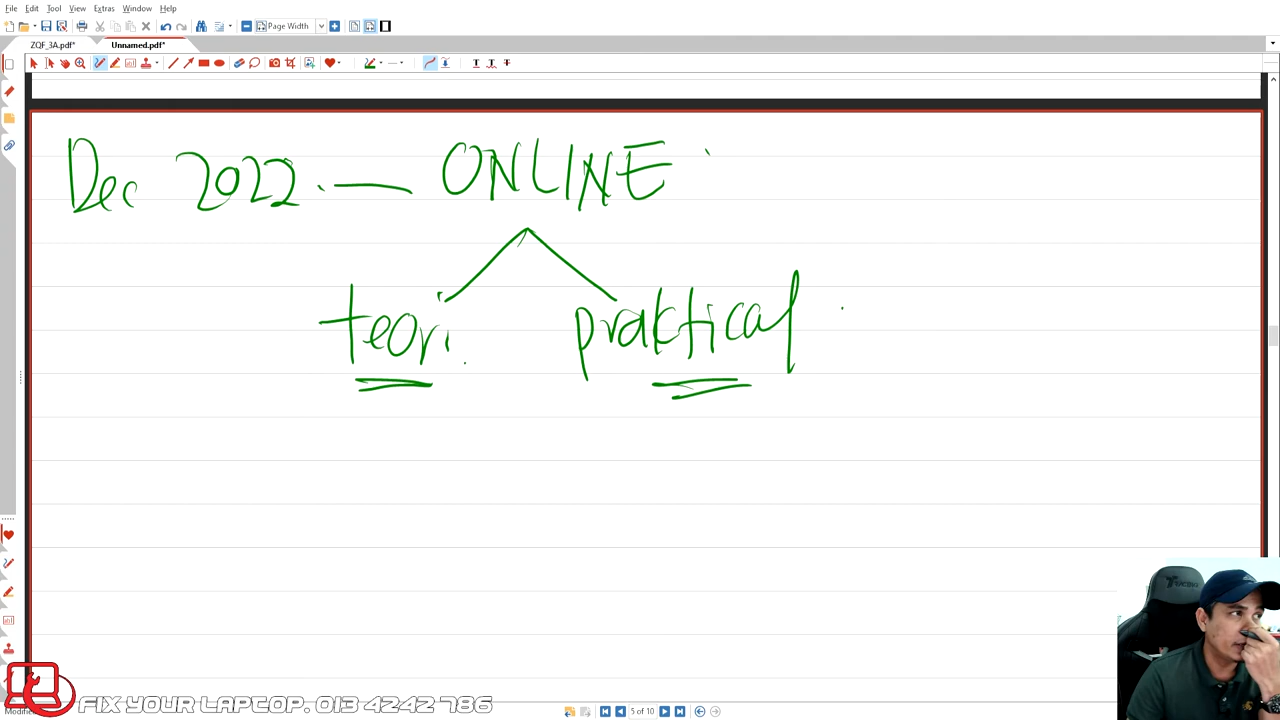 File Edit Tool View Extras Window Help
Page Width
ZQF_3A.pdf* Unnamed.pdf*
Dec 2022. — ONLINE
teori praktical
FIX YOUR LAPTOP. 013 4242 786
5 of 10